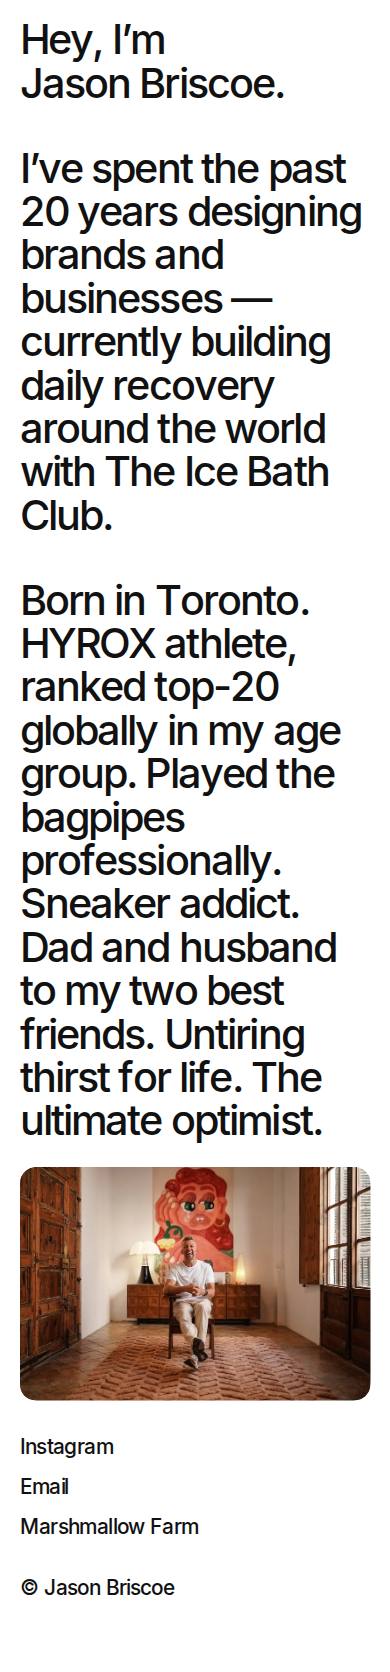 Hey, I’m
Jason Briscoe.
I’ve spent the past
20 years designing
brands and
businesses —
currently building
daily recovery
around the world
with The Ice Bath
Club.
Born in Toronto.
HYROX athlete,
ranked top-20
globally in my age
group. Played the
bagpipes
professionally.
Sneaker addict.
Dad and husband
to my two best
friends. Untiring
thirst for life. The
ultimate optimist.
Instagram
Email
Marshmallow Farm
© Jason Briscoe